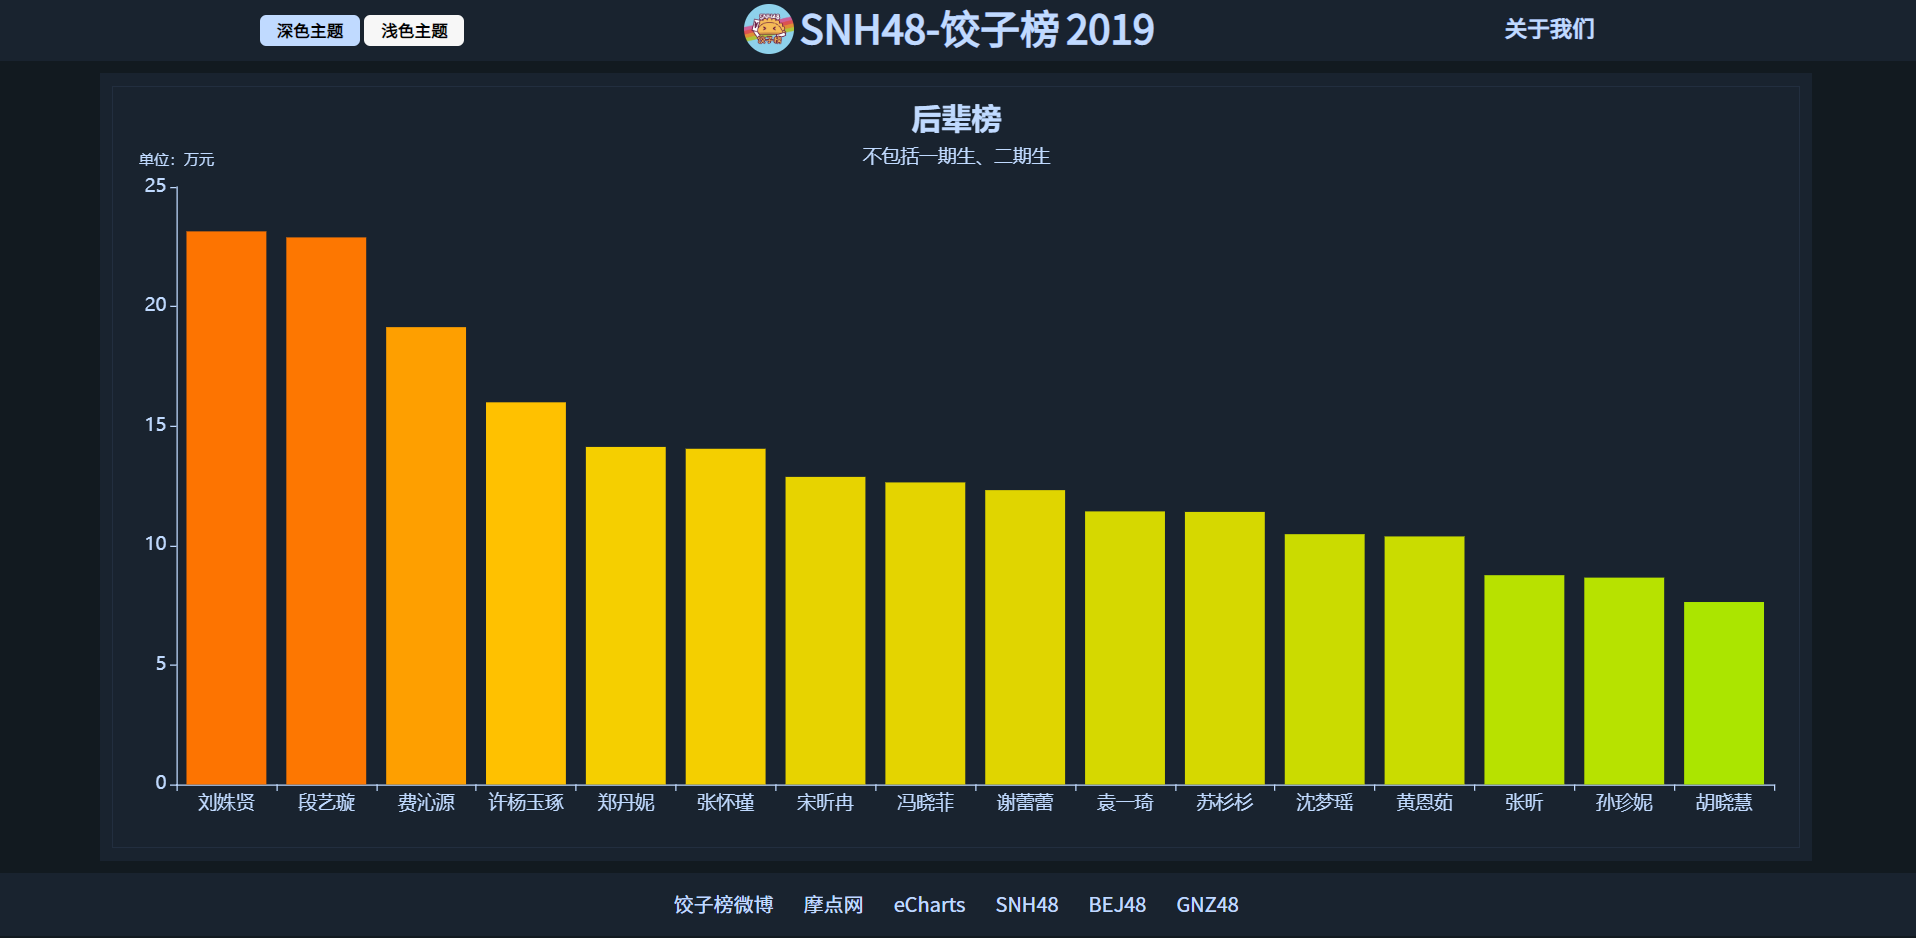 深色主题 浅色主题 SNH48-饺子榜 2019 关于我们
后辈榜
不包括一期生、二期生
单位：万元
25
20
15
10
5
0
刘姝贤 段艺璇 费沁源 许杨玉琢 郑丹妮 张怀瑾 宋昕冉 冯晓菲 谢蕾蕾 袁一琦 苏杉杉 沈梦瑶 黄恩茹 张昕 孙珍妮 胡晓慧
饺子榜微博 摩点网 eCharts SNH48 BEJ48 GNZ48